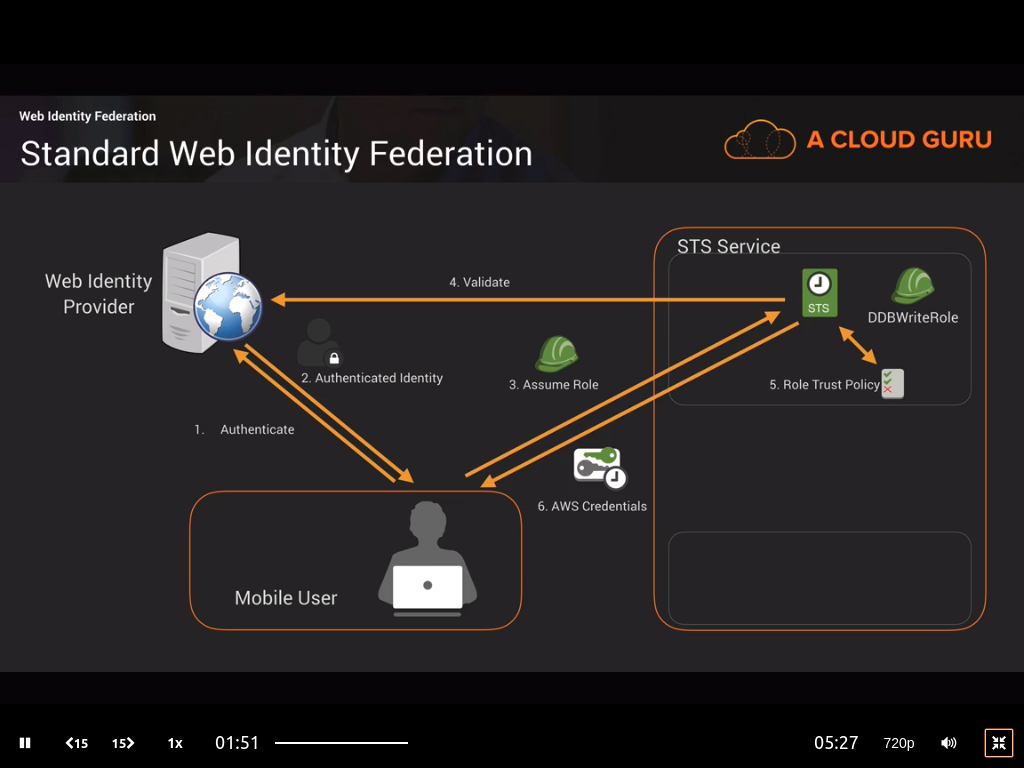 Web Identity Federation
Standard Web Identity Federation
A CLOUD GURU
STS Service
Web Identity
Provider
4. Validate
STS
DDBWriteRole
2. Authenticated Identity
3. Assume Role
5. Role Trust Policy
1. Authenticate
6. AWS Credentials
Mobile User
15
15
1x
01:51
05:27
720p